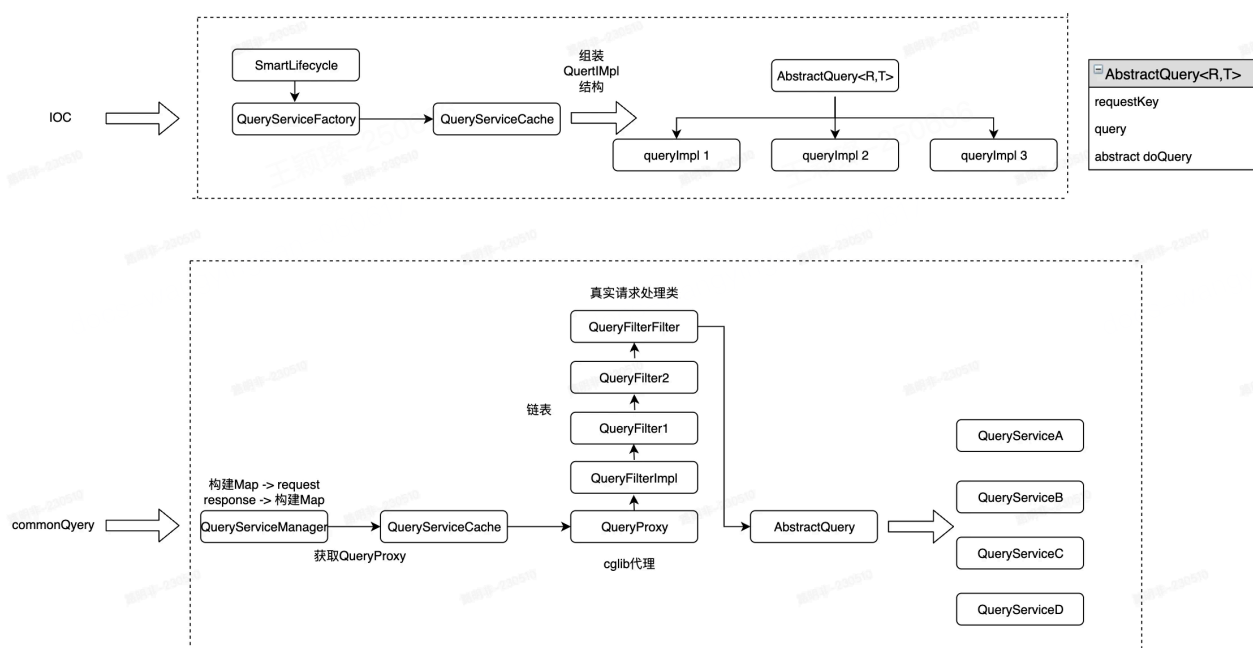 SmartLifecycle
组装
QuertIMpl
结构
AbstractQuery<R,T>
AbstractQuery<R,T>
IOC
QueryServiceFactory
QueryServiceCache
requestKey
query
abstract doQuery
queryImpl 1
queryImpl 2
queryImpl 3
真实请求处理类
QueryFilterFilter
QueryFilter2
链表
QueryFilter1
QueryServiceA
QueryFilterImpl
构建Map -> request
response -> 构建Map
QueryServiceB
commonQyery
QueryServiceManager
QueryServiceCache
QueryProxy
AbstractQuery
获取QueryProxy
cglib代理
QueryServiceC
QueryServiceD